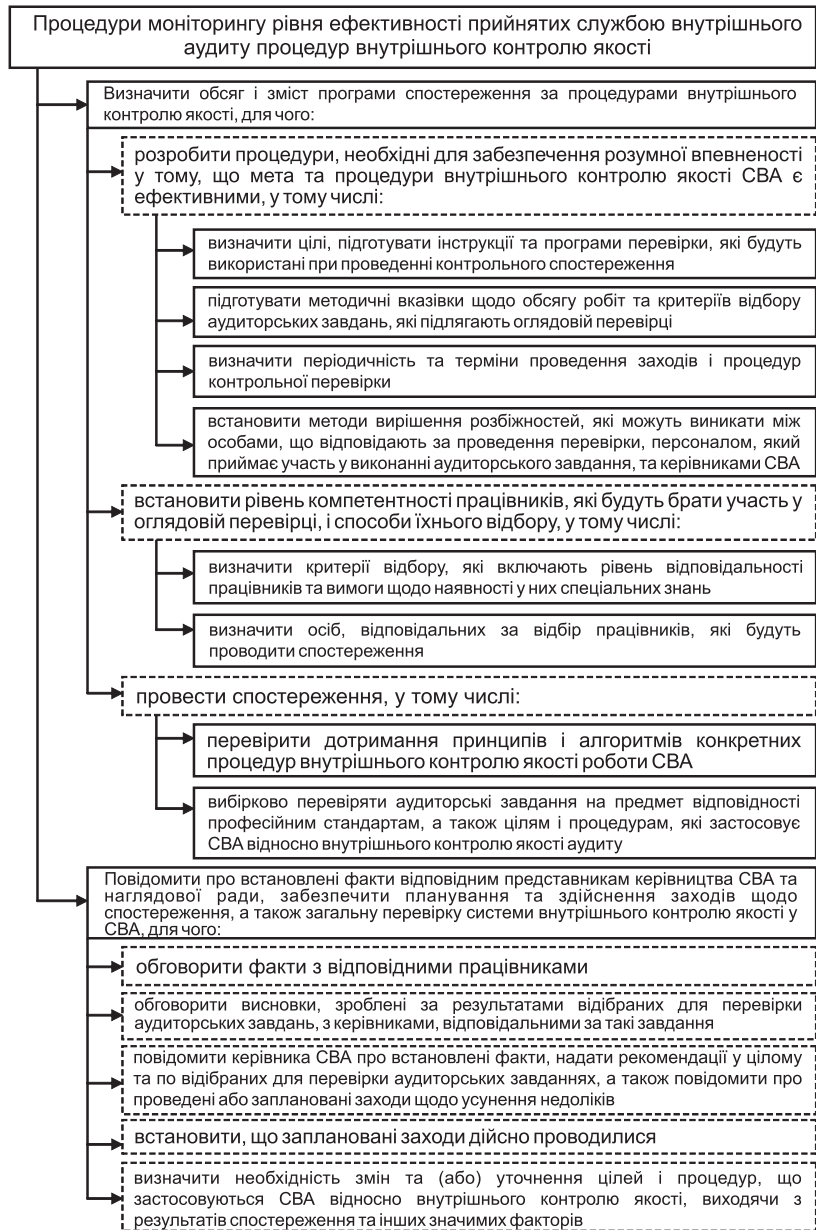 Процедури моніторингу рівня ефективності прийнятих службою внутрішнього
аудиту процедур внутрішнього контролю якості
Визначити обсяг і зміст програми спостереження за процедурами внутрішнього
контролю якості, для чого:
розробити процедури, необхідні для забезпечення розумної впевненості
у тому, що мета та процедури внутрішнього контролю якості СВА є
ефективними, у тому числі:
визначити цілі, підготувати інструкції та програми перевірки, які будуть
використані при проведенні контрольного спостереження
підготувати методичні вказівки щодо обсягу робіт та критеріїв відбору
аудиторських завдань, які підлягають оглядовій перевірці
визначити періодичність та терміни проведення заходів і процедур
контрольної перевірки
встановити методи вирішення розбіжностей, які можуть виникати між
особами, що відповідають за проведення перевірки, персоналом, який
приймає участь у виконанні аудиторського завдання, та керівниками СВА
встановити рівень компетентності працівників, які будуть брати участь у
оглядовій перевірці, і способи їхнього відбору, у тому числі:
визначити критерії відбору, які включають рівень відповідальності
працівників та вимоги щодо наявності у них спеціальних знань
визначити осіб, відповідальних за відбір працівників, які будуть
проводити спостереження
провести спостереження, у тому числі:
перевірити дотримання принципів і алгоритмів конкретних
процедур внутрішнього контролю якості роботи СВА
вибірково перевіряти аудиторські завдання на предмет відповідності
професійним стандартам, а також цілям і процедурам, які застосовує
СВА відносно внутрішнього контролю якості аудиту
Повідомити про встановлені факти відповідним представникам керівництва СВА та
наглядової ради, забезпечити планування та здійснення заходів щодо
спостереження, а також загальну перевірку системи внутрішнього контролю якості у
СВА, для чого:
обговорити факти з відповідними працівниками
обговорити висновки, зроблені за результатами відібраних для перевірки
аудиторських завдань, з керівниками, відповідальними за такі завдання
повідомити керівника СВА про встановлені факти, надати рекомендації у цілому
та по відібраних для перевірки аудиторських завданнях, а також повідомити про
проведені або заплановані заходи щодо усунення недоліків
встановити, що заплановані заходи дійсно проводилися
визначити необхідність змін та (або) уточнення цілей і процедур, що
застосовуються СВА відносно внутрішнього контролю якості, виходячи з
результатів спостереження та інших значимих факторів